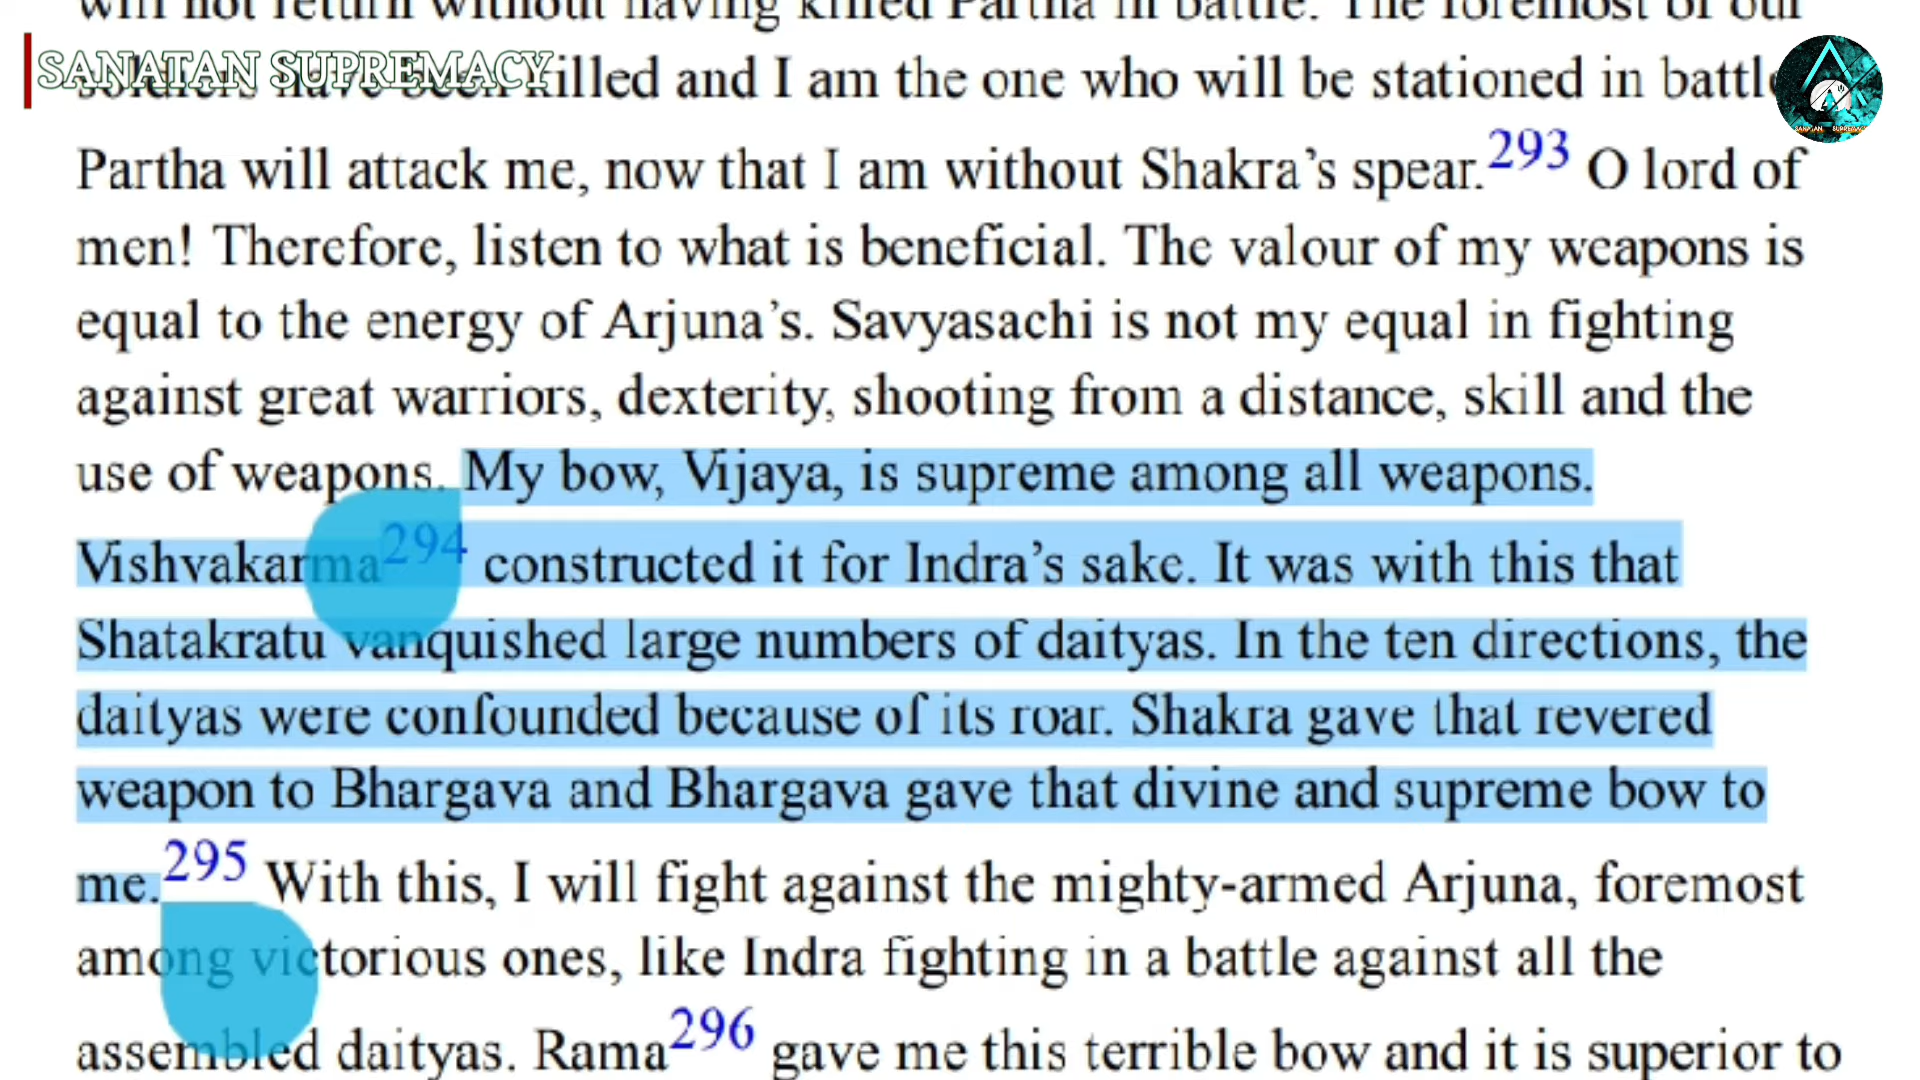 will not return without having killed Partha in battle. The foremost of our
SANATAN SUPREMACY
soldiers have been killed and I am the one who will be stationed in battle
Partha will attack me, now that I am without Shakra's spear.293 O lord of
men! Therefore, listen to what is beneficial. The valour of my weapons is
equal to the energy of Arjuna's. Savyasachi is not my equal in fighting
against great warriors, dexterity, shooting from a distance, skill and the
use of weapons. My bow, Vijaya, is supreme among all weapons.
Vishvakarma294 constructed it for Indra's sake. It was with this that
Shatakratu vanquished large numbers of daityas. In the ten directions, the
daityas were confounded because of its roar. Shakra gave that revered
weapon to Bhargava and Bhargava gave that divine and supreme bow to
me.295 With this, I will fight against the mighty-armed Arjuna, foremost
among victorious ones, like Indra fighting in a battle against all the
assembled daityas. Rama296 gave me this terrible bow and it is superior to